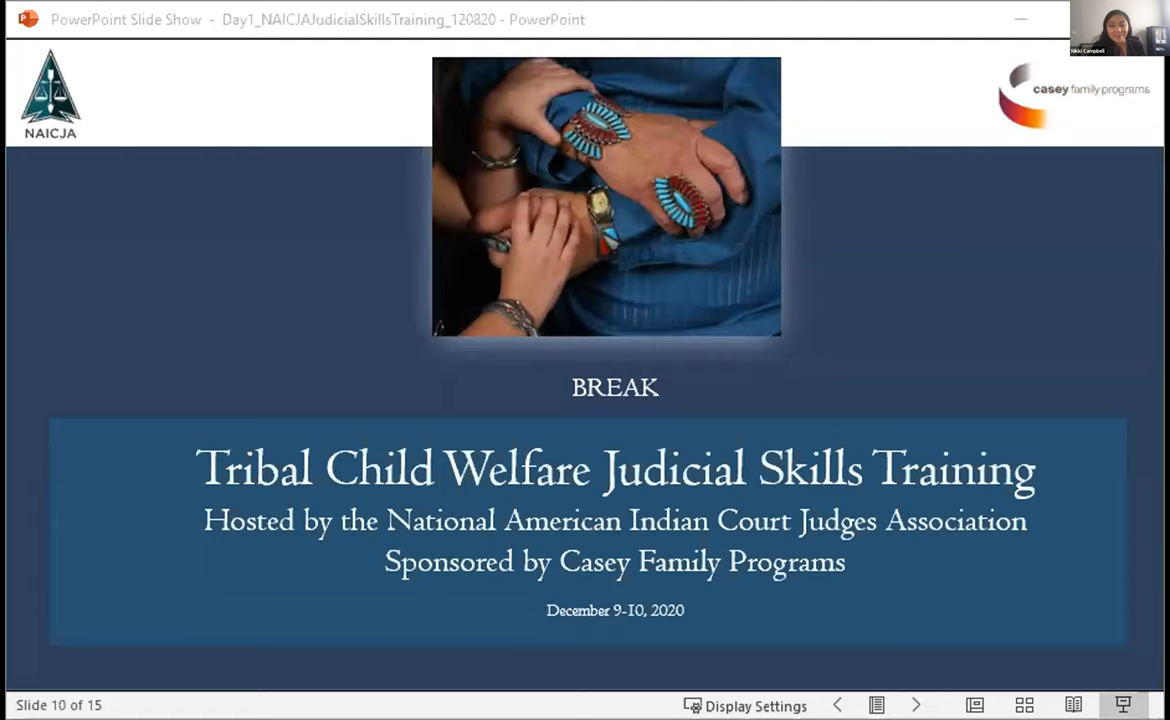 PowerPoint Slide Show - Day1_NAICJAJudicialSkillsTraining_120820 - PowerPoint
Nikki Campbell
NAICJA
casey family programs
BREAK
Tribal Child Welfare Judicial Skills Training
Hosted by the National American Indian Court Judges Association
Sponsored by Casey Family Programs
December 9-10, 2020
Slide 10 of 15
Display Settings